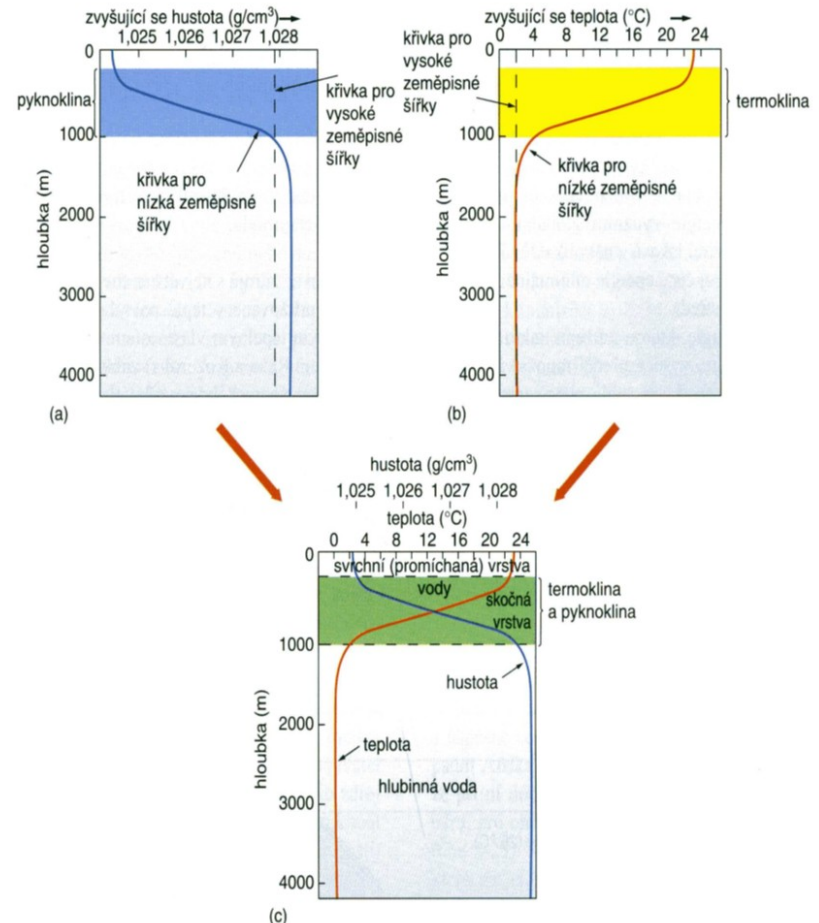 zvyšující se hustota (g/cm³)
1,025 1,026 1,027 1,028
0
1000
2000
3000
4000
hloubka (m)
pyknoklina
křivka pro
vysoké
zeměpisné
šířky
křivka pro
nízká zeměpisné
šířky
(a)
zvyšující se teplota (°C)
0 4 8 12 16 20 24
0
1000
2000
3000
4000
hloubka (m)
křivka pro
vysoké
zeměpisné
šířky
termoklina
křivka pro
nízké zeměpisné
šířky
(b)
hustota (g/cm³)
1,025 1,026 1,027 1,028
teplota (°C)
0 4 8 12 16 20 24
0
1000
2000
3000
4000
hloubka (m)
svrchní (promíchaná) vrstva
vody
skočná
vrstva
termoklina
a pyknoklina
hustota
teplota
hlubinná voda
(c)